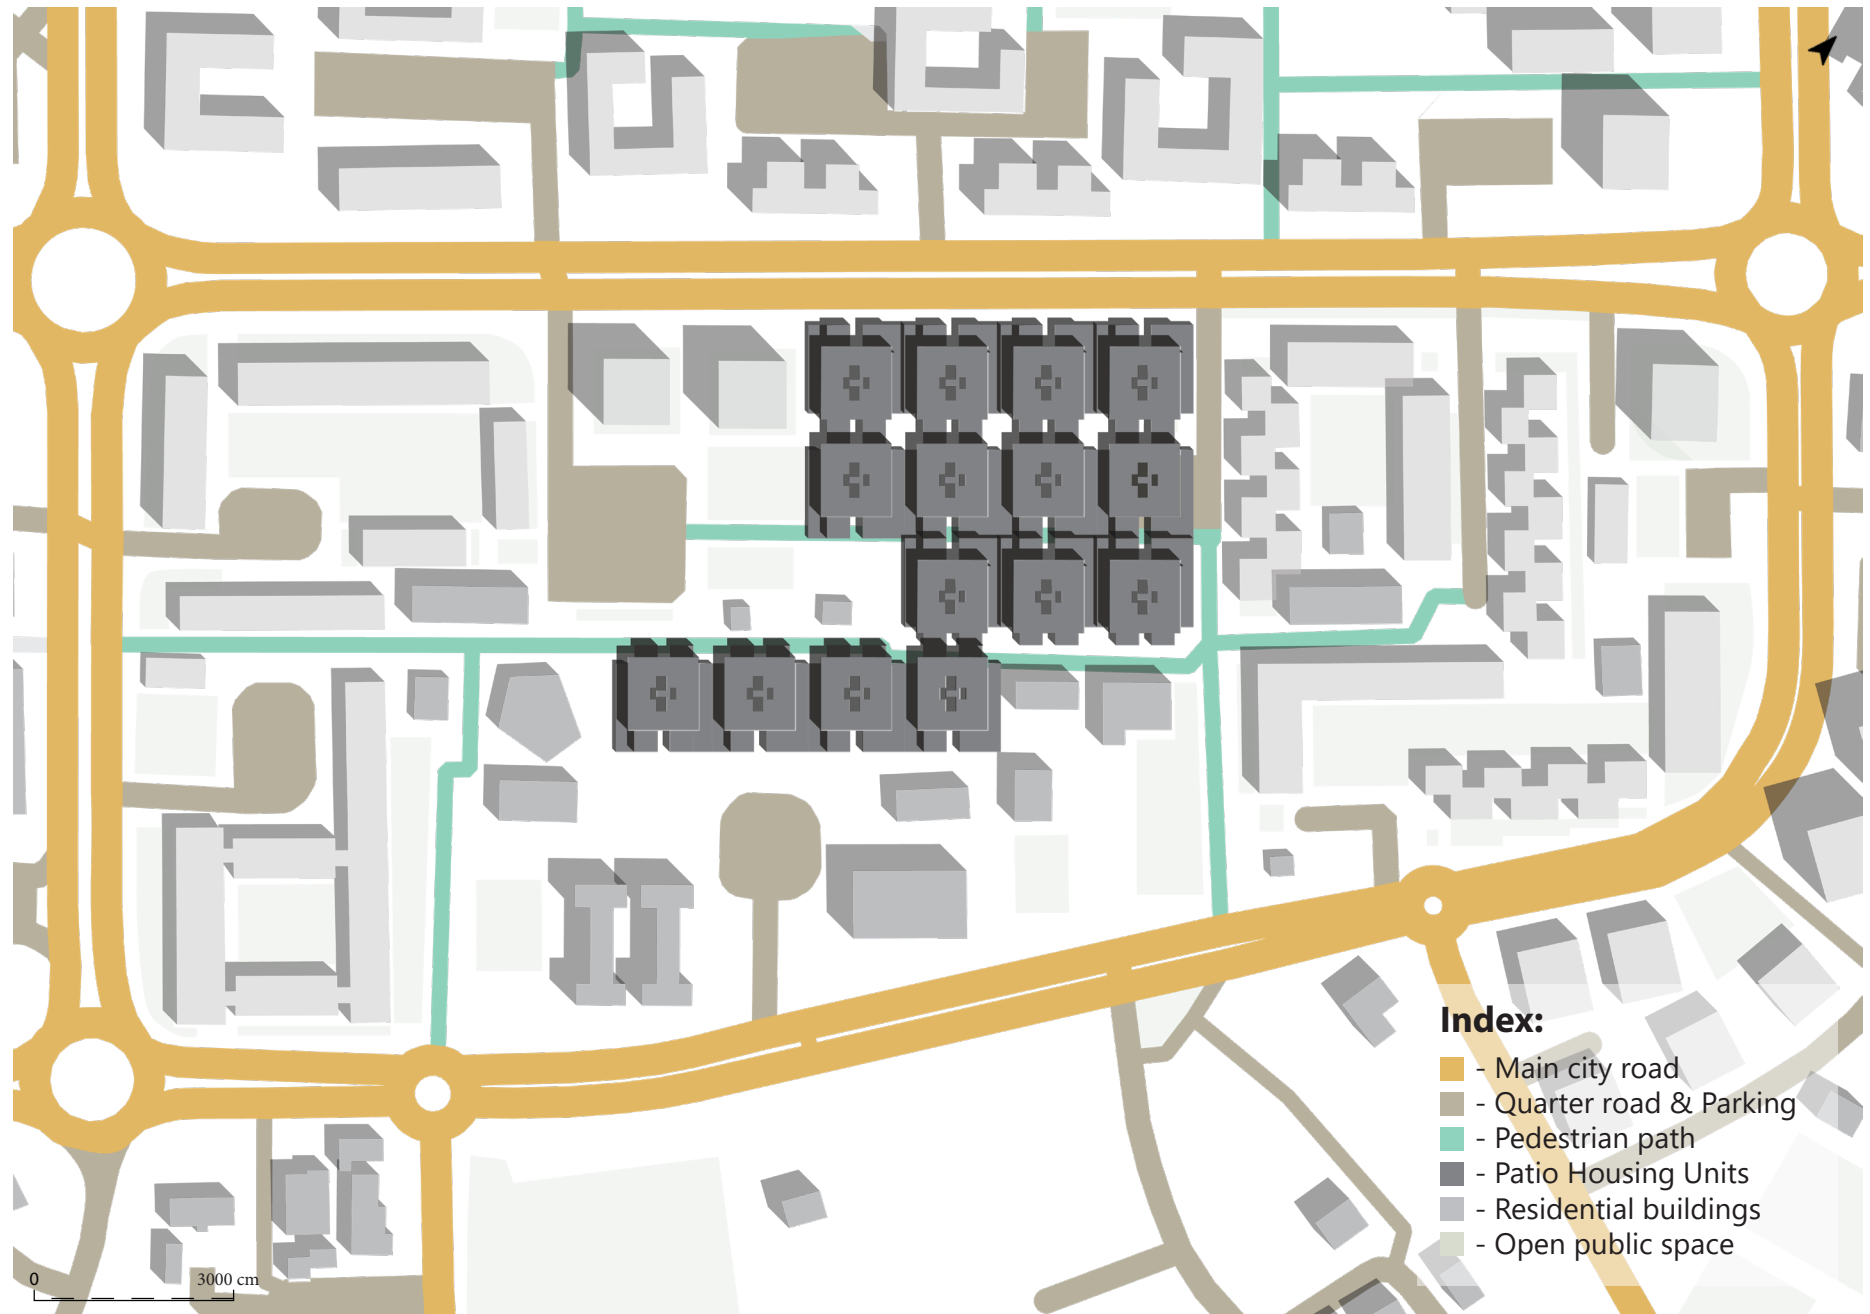 Index:
- Main city road
- Quarter road & Parking
- Pedestrian path
- Patio Housing Units
- Residential buildings
- Open public space
0 3000 cm